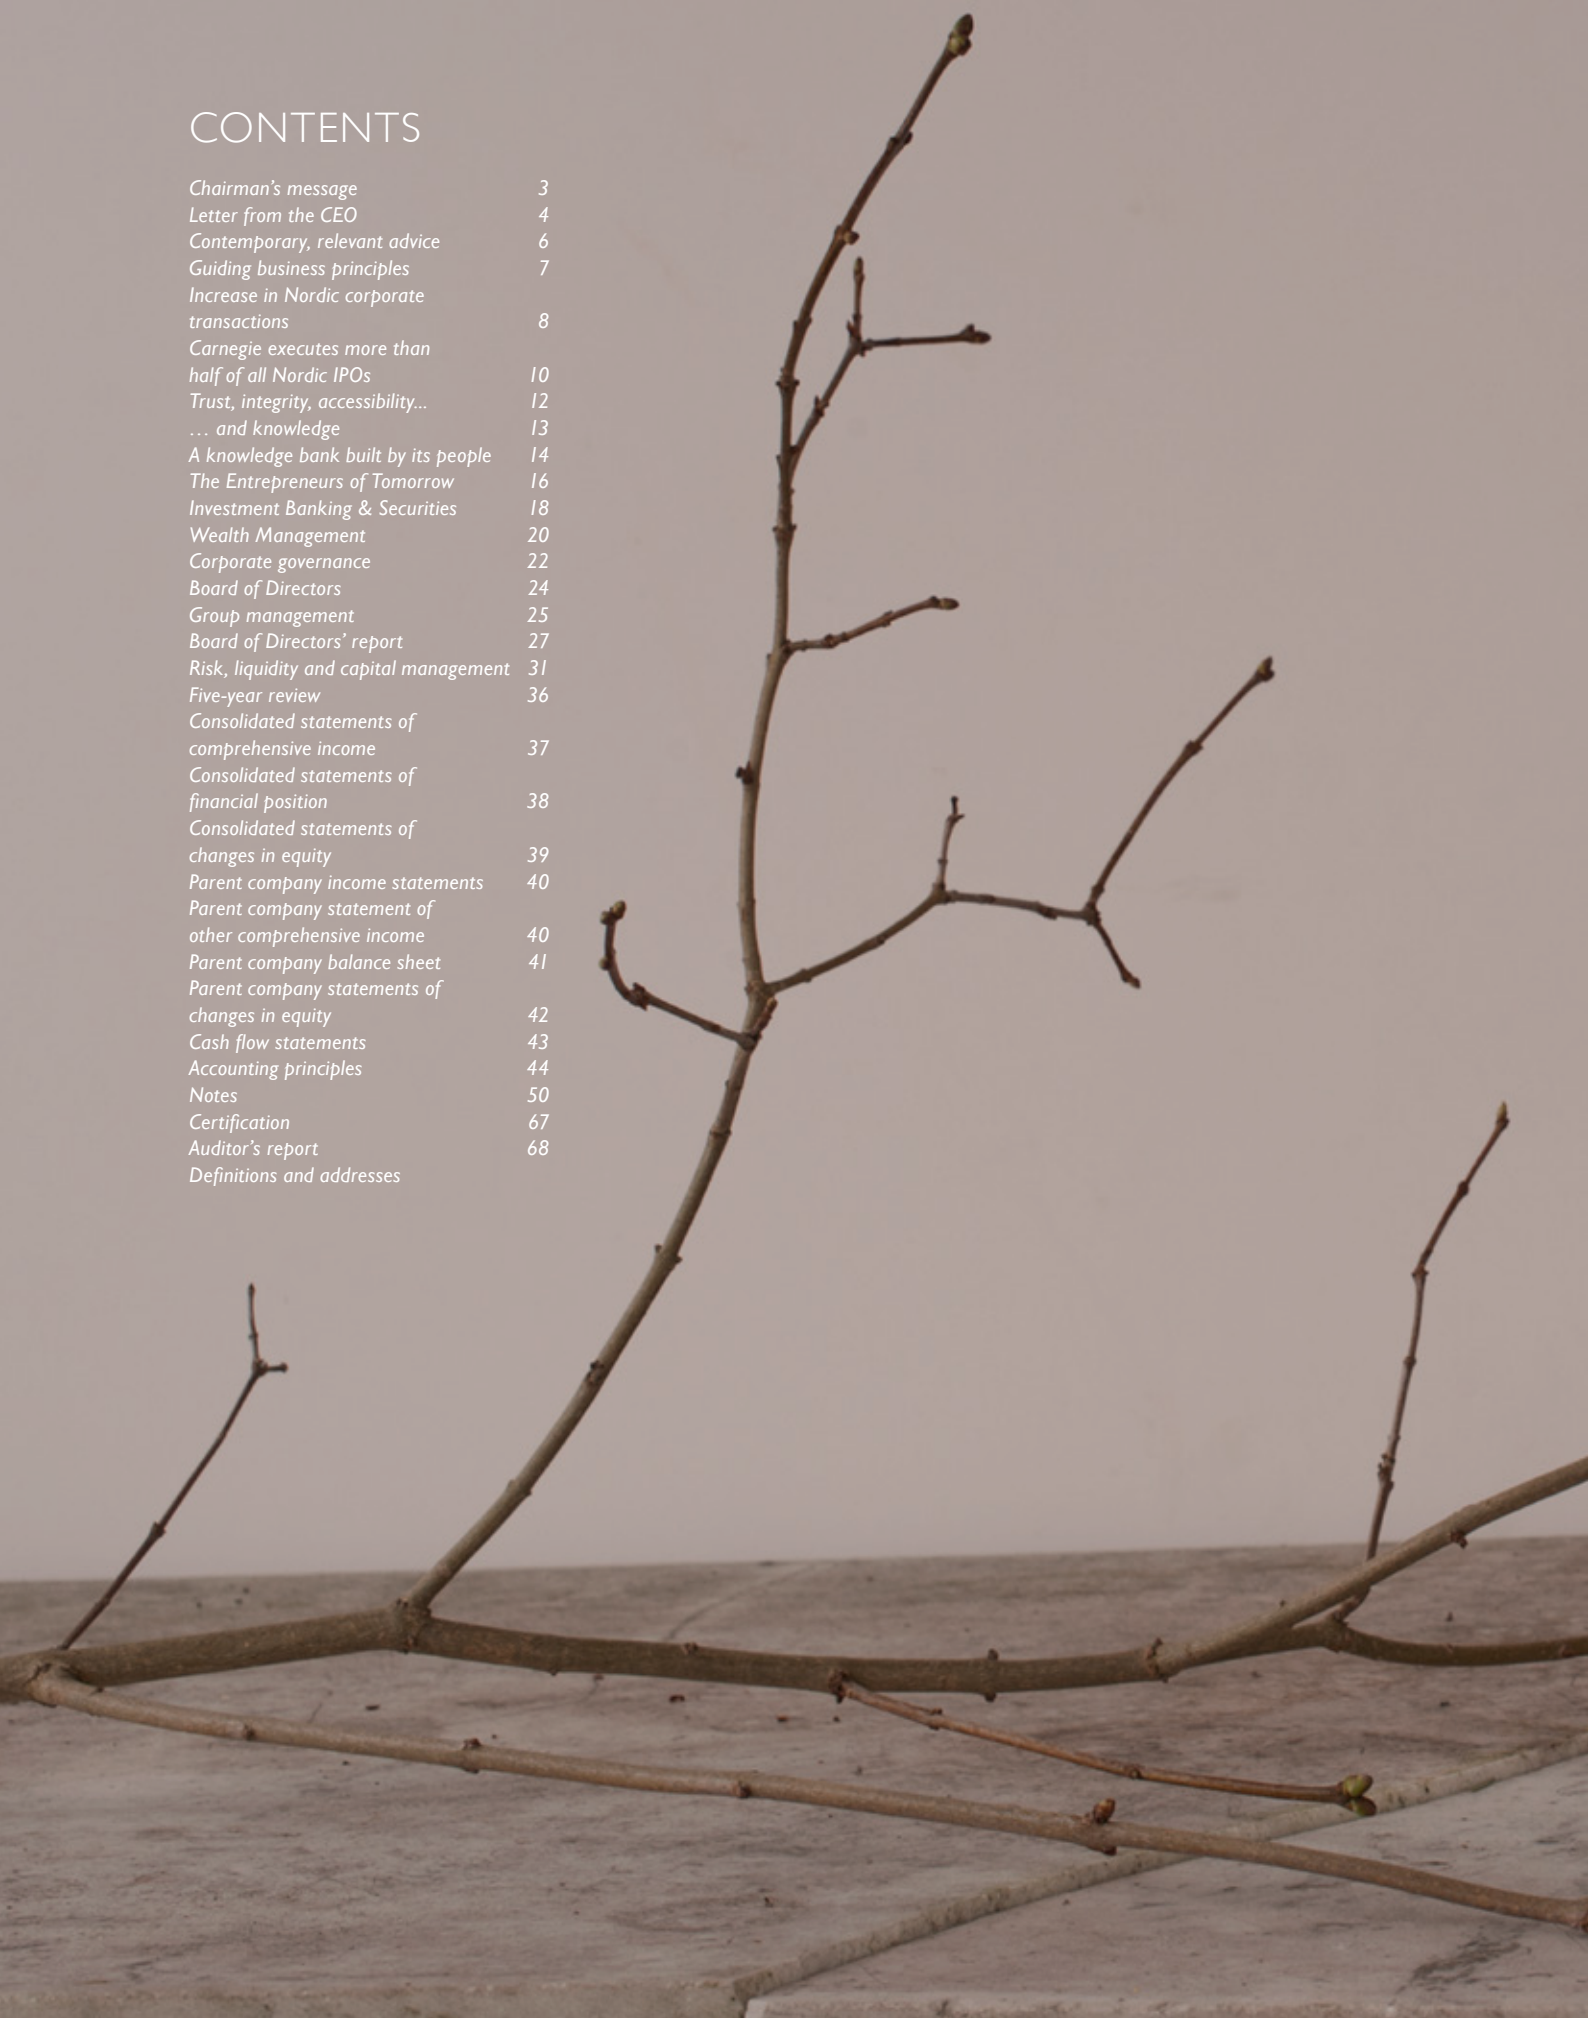 CONTENTS
Chairman’s message 3
Letter from the CEO 4
Contemporary, relevant advice 6
Guiding business principles 7
Increase in Nordic corporate
transactions 8
Carnegie executes more than
half of all Nordic IPOs 10
Trust, integrity, accessibility... 12
… and knowledge 13
A knowledge bank built by its people 14
The Entrepreneurs of Tomorrow 16
Investment Banking & Securities 18
Wealth Management 20
Corporate governance 22
Board of Directors 24
Group management 25
Board of Directors’ report 27
Risk, liquidity and capital management 31
Five-year review 36
Consolidated statements of
comprehensive income 37
Consolidated statements of
financial position 38
Consolidated statements of
changes in equity 39
Parent company income statements 40
Parent company statement of
other comprehensive income 40
Parent company balance sheet 41
Parent company statements of
changes in equity 42
Cash flow statements 43
Accounting principles 44
Notes 50
Certification 67
Auditor’s report 68
Definitions and addresses